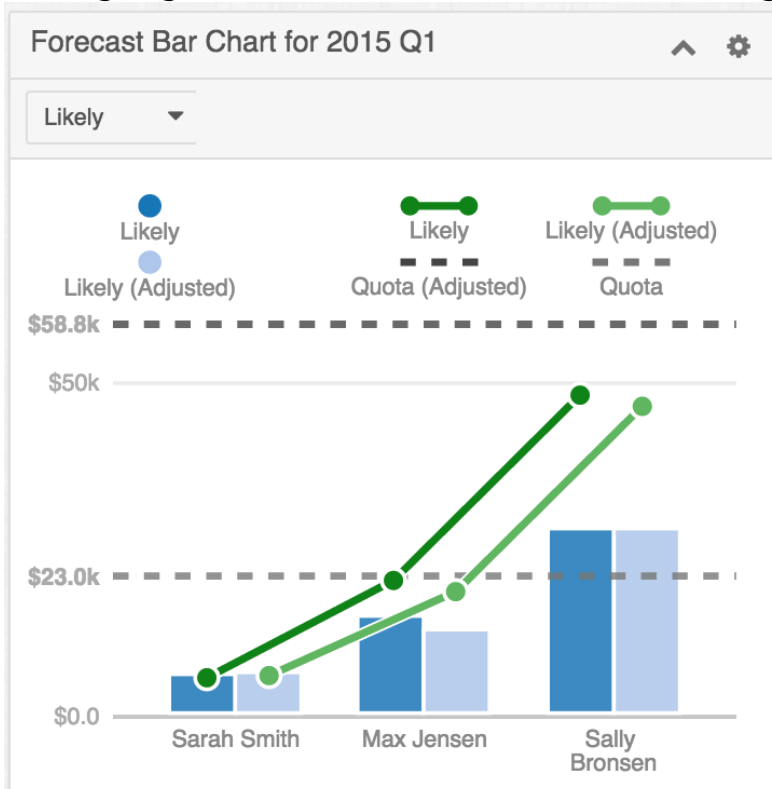 Forecast Bar Chart for 2015 Q1
Likely
Likely
Likely
Likely (Adjusted)
Likely (Adjusted)
Quota (Adjusted)
Quota
$58.8k
$50k
$23.0k
$0.0
Sarah Smith
Max Jensen
Sally
Bronsen